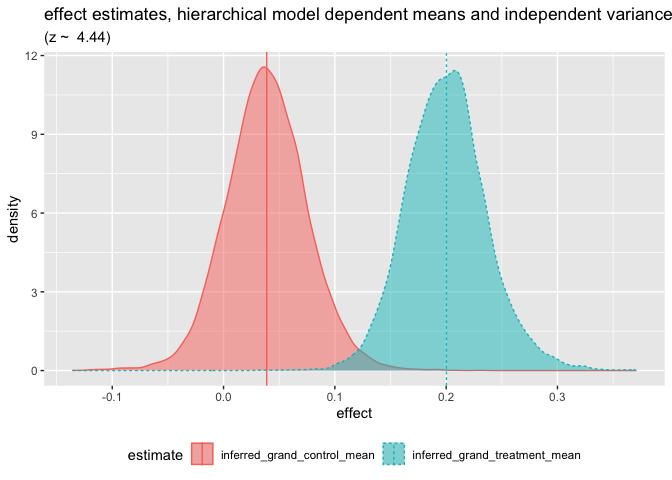 effect estimates, hierarchical model dependent means and independent variance
(z ~ 4.44)
12
9
6
3
0
density
-0.1 0.0 0.1 0.2 0.3
effect
estimate inferred_grand_control_mean inferred_grand_treatment_mean